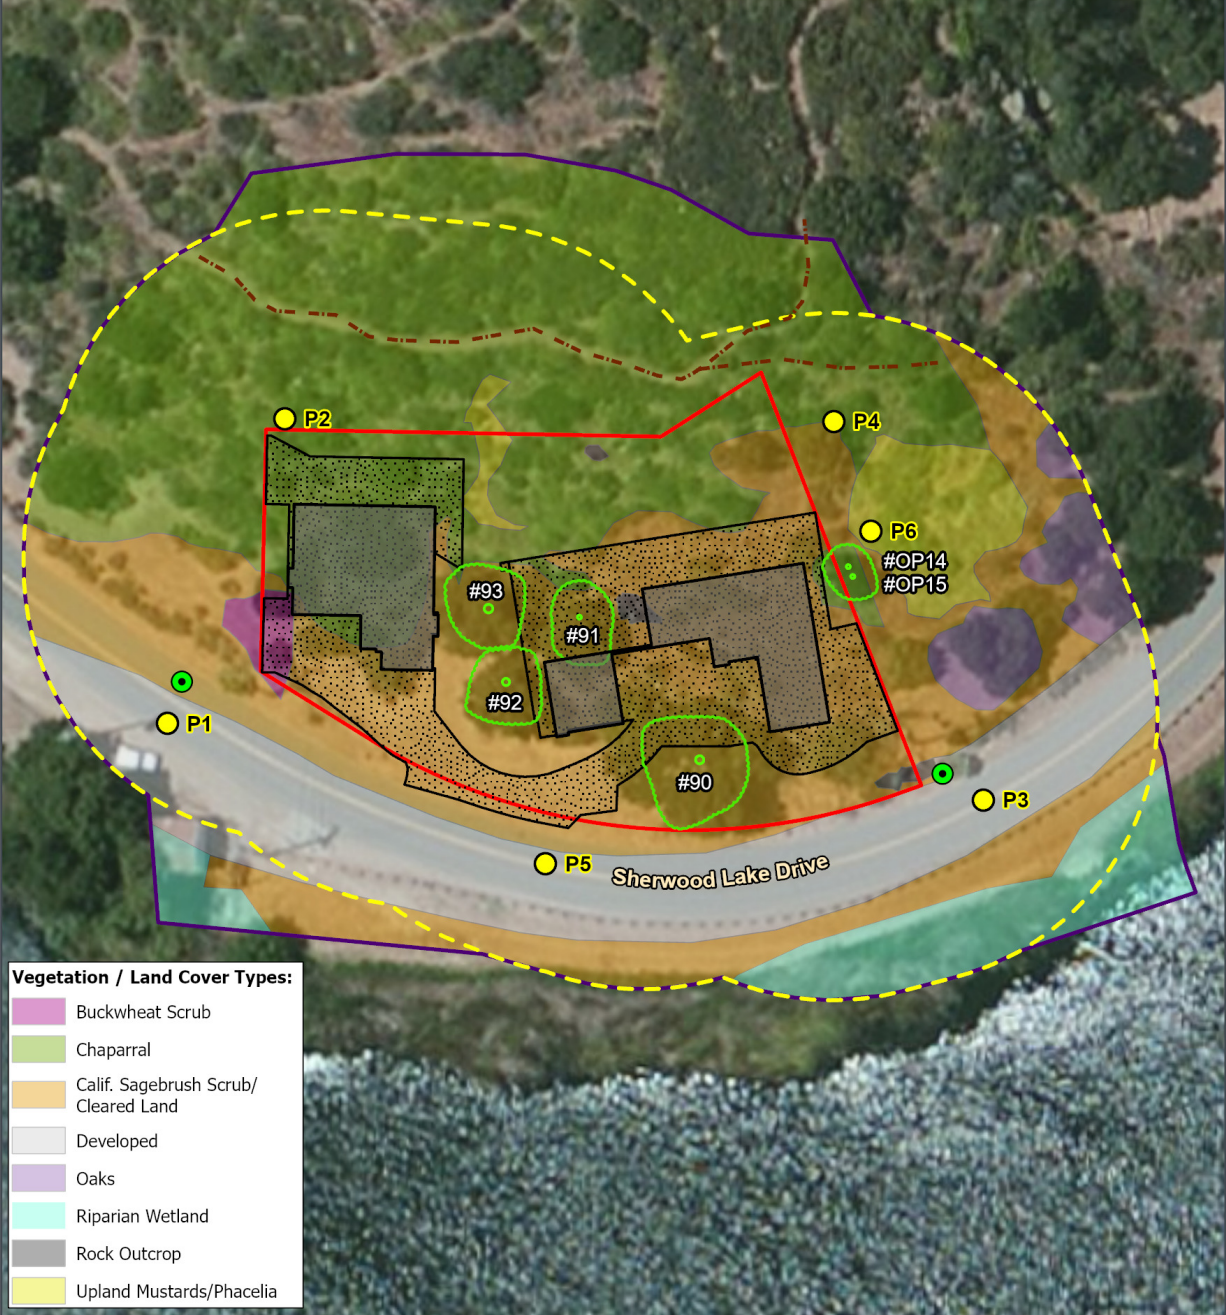 P2
P4
P6
#OP14
#OP15
#93
#91
#92
#90
P1
P3
P5
Sherwood Lake Drive
Vegetation / Land Cover Types:
Buckwheat Scrub
Chaparral
Calif. Sagebrush Scrub/
Cleared Land
Developed
Oaks
Riparian Wetland
Rock Outcrop
Upland Mustards/Phacelia